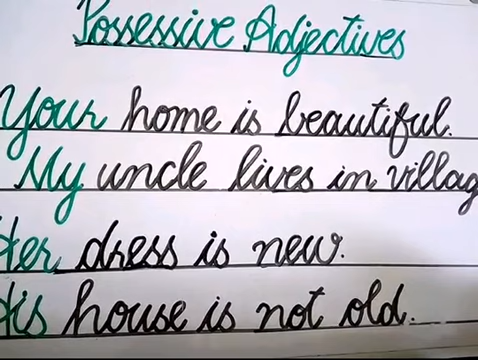 Possessive Adjectives
Your home is beautiful.
My uncle lives in villag
Her dress is new.
His house is not old.